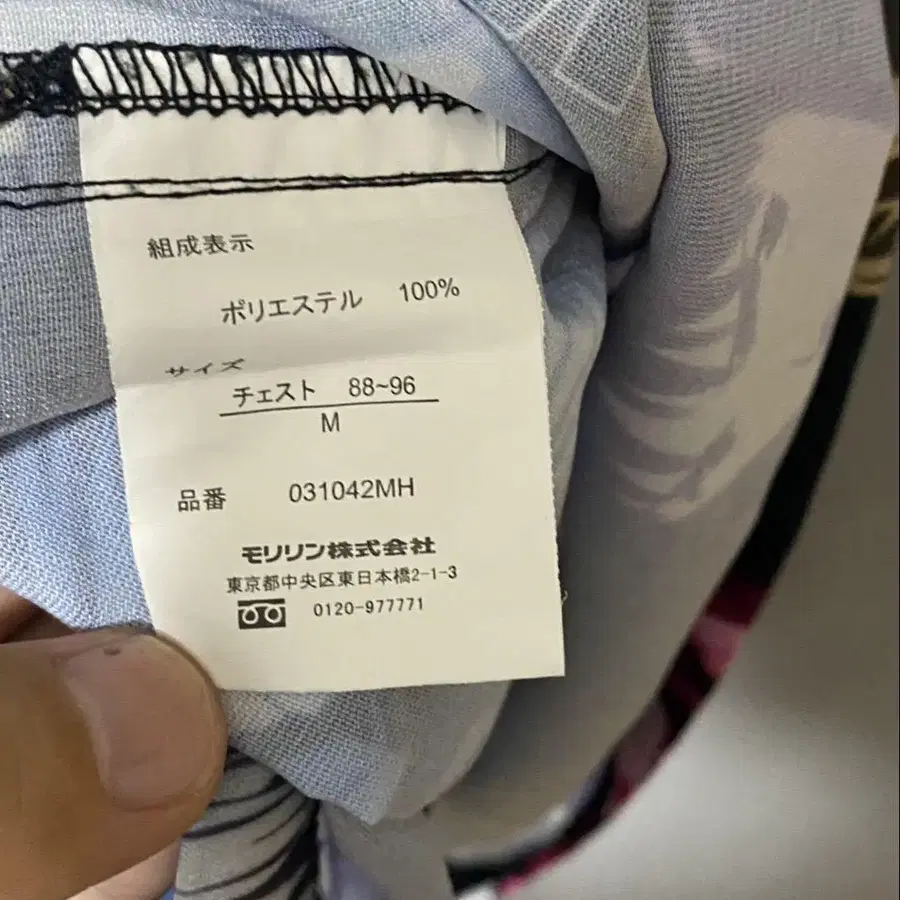 組成表示
ポリエステル 100%
サイズ
チェスト 88~96
M
品番 031042MH
モリリン株式会社
東京都中央区東日本橋2-1-3
0120-977771